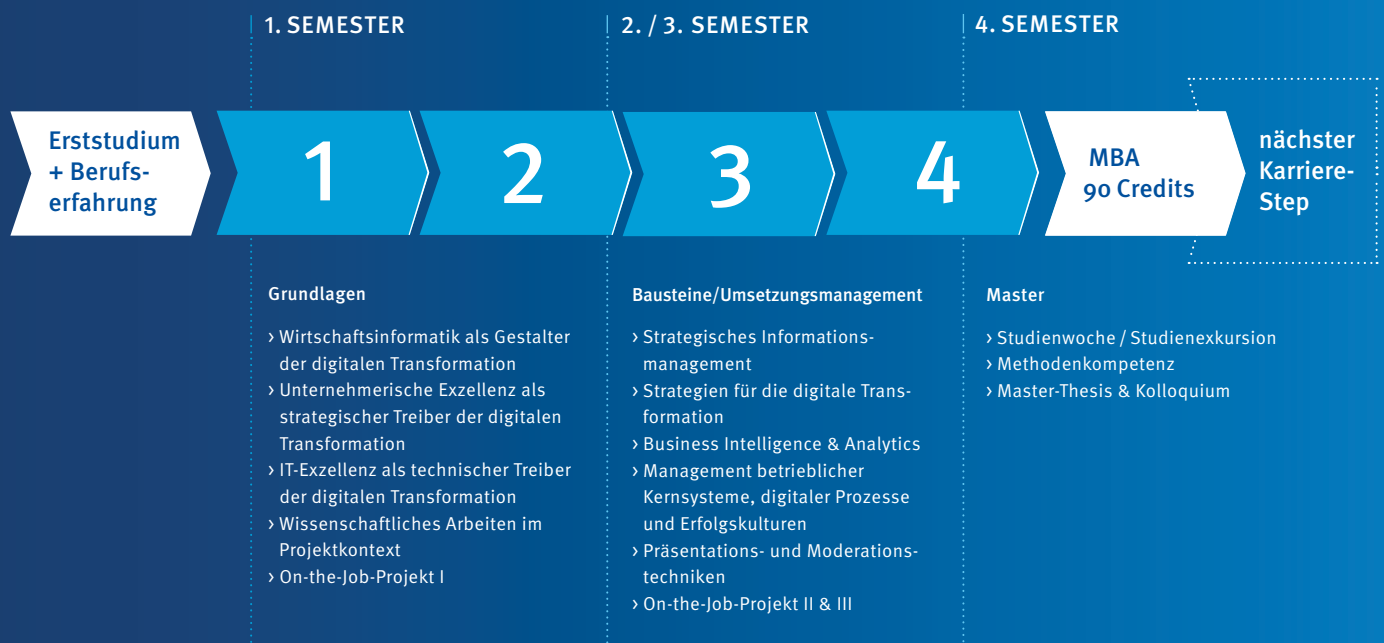 1. SEMESTER
2. / 3. SEMESTER
4. SEMESTER
Erststudium
+ Berufs-
erfahrung
1
2
3
4
MBA
90 Credits
nächster
Karriere-
Step
Grundlagen
› Wirtschaftsinformatik als Gestalter
der digitalen Transformation
› Unternehmerische Exzellenz als
strategischer Treiber der digitalen
Transformation
› IT-Exzellenz als technischer Treiber
der digitalen Transformation
› Wissenschaftliches Arbeiten im
Projektkontext
› On-the-Job-Projekt I
Bausteine/Umsetzungsmanagement
› Strategisches Informations-
management
› Strategien für die digitale Trans-
formation
› Business Intelligence & Analytics
› Management betrieblicher
Kernsysteme, digitaler Prozesse
und Erfolgskulturen
› Präsentations- und Moderations-
techniken
› On-the-Job-Projekt II & III
Master
› Studienwoche / Studienexkursion
› Methodenkompetenz
› Master-Thesis & Kolloquium